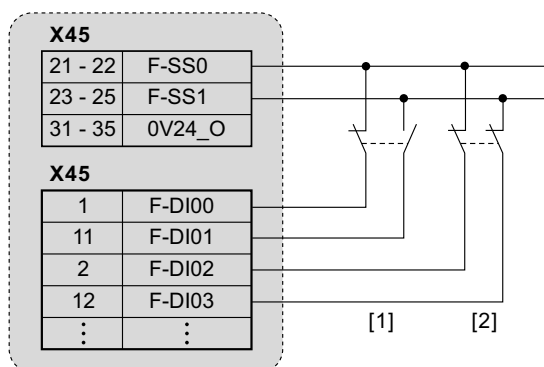 X45
21 - 22 F-SS0
23 - 25 F-SS1
31 - 35 0V24_O
X45
1 F-DI00
11 F-DI01
2 F-DI02
12 F-DI03
⋮ ⋮
[1] [2]